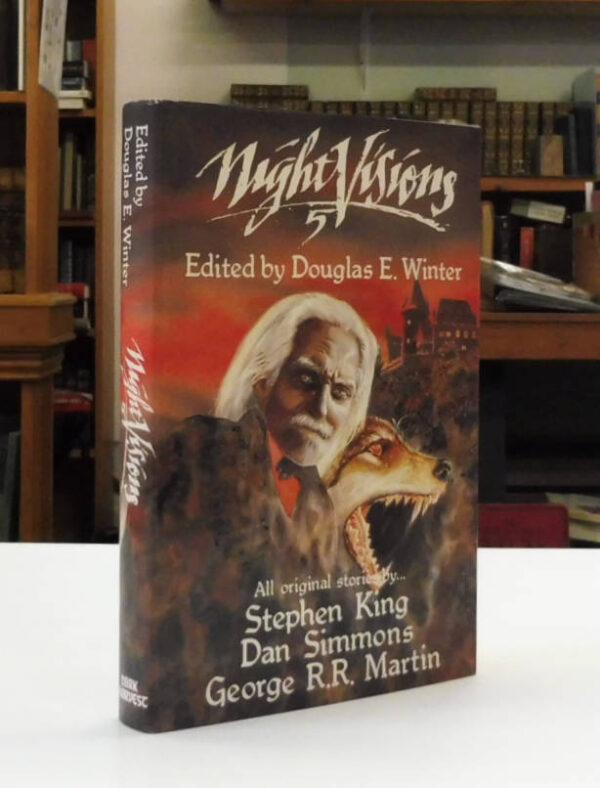 Night Visions
5
Edited by Douglas E. Winter
All original stories by...
Stephen King
Dan Simmons
George R.R. Martin
Edited by
Douglas E. Winter
Night Visions
5
DARK
HARVEST